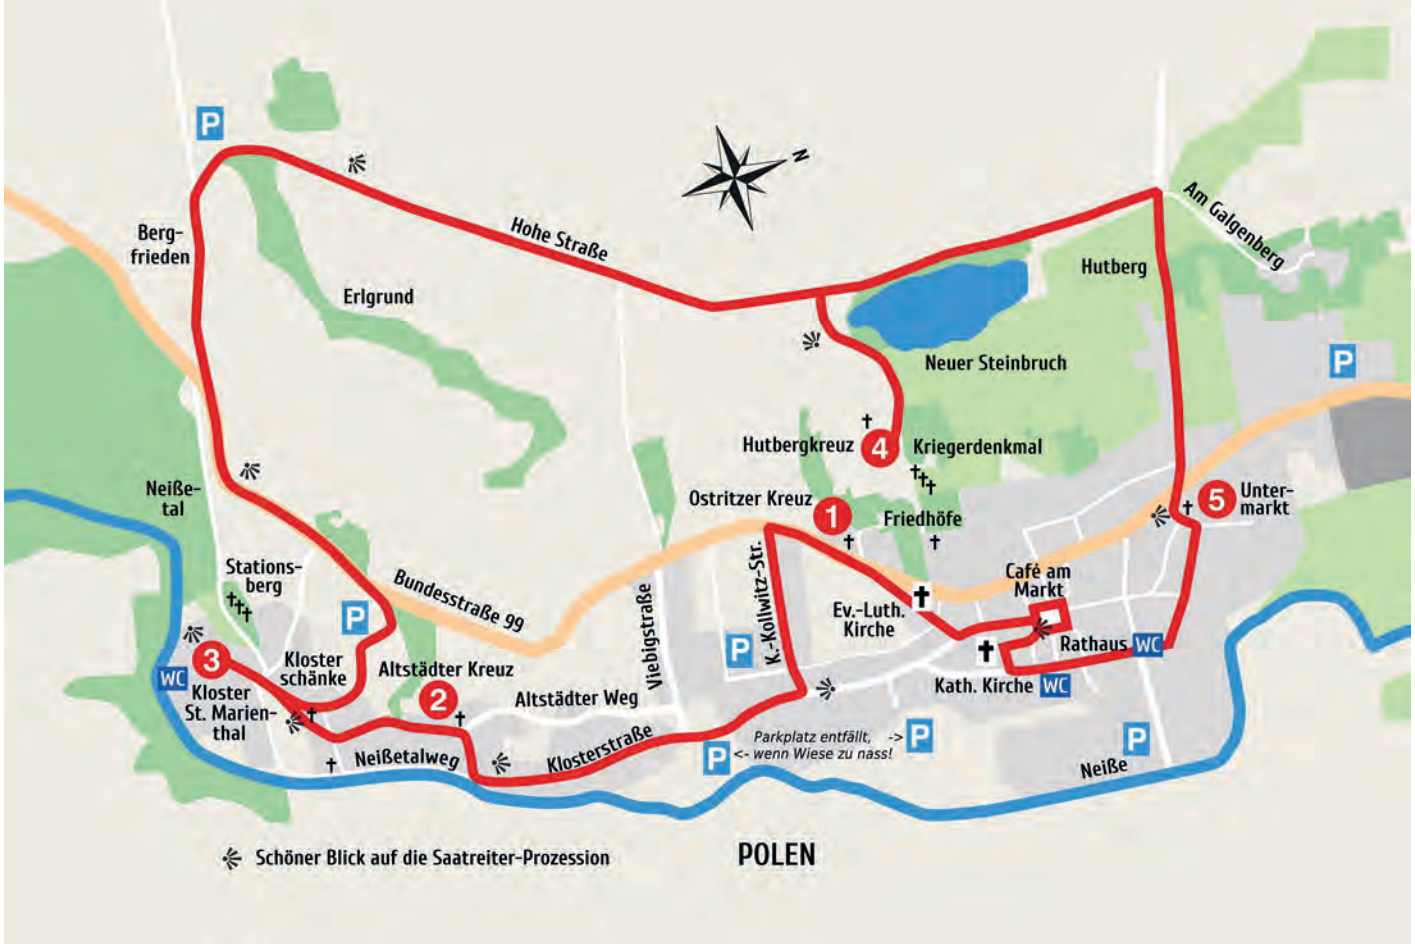 P
N
Am Galgenberg
Hohe Straße
Berg-
frieden
Hutberg
Erlgrund
Neuer Steinbruch
P
Hutbergkreuz
4
Kriegerdenkmal
Neiße-
tal
Ostritzer Kreuz
1
Friedhöfe
5
Unter-
markt
Stations-
berg
Bundesstraße 99
Viebigstraße
K.-Kollwitz-Str.
Café am
Markt
Ev.-Luth.
Kirche
P
P
Rathaus WC
3
WC
Kloster
schänke
Altstädter Kreuz
2
Kath. Kirche WC
Kloster
St. Marien-
thal
Altstädter Weg
Neißetalweg
Klosterstraße
P
Parkplatz entfällt, ->
<- wenn Wiese zu nass!
P
P
Neiße
Schöner Blick auf die Saatreiter-Prozession
POLEN